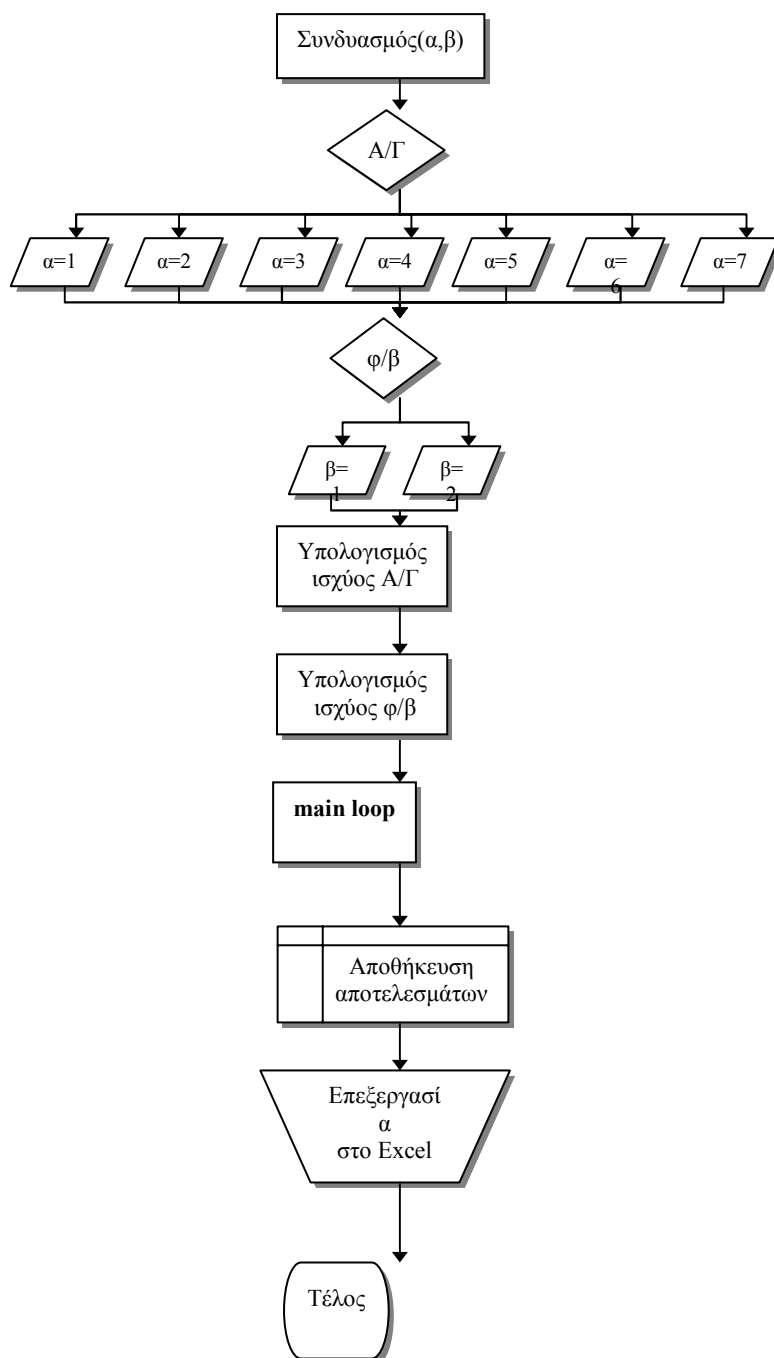 Συνδυασμός(α,β)
Α/Γ
α=1
α=2
α=3
α=4
α=5
α=
6
α=7
φ/β
β=
1
β=
2
Υπολογισμός
ισχύος Α/Γ
Υπολογισμός
ισχύος φ/β
main loop
Αποθήκευση
αποτελεσμάτων
Επεξεργασί
α
στο Excel
Τέλος